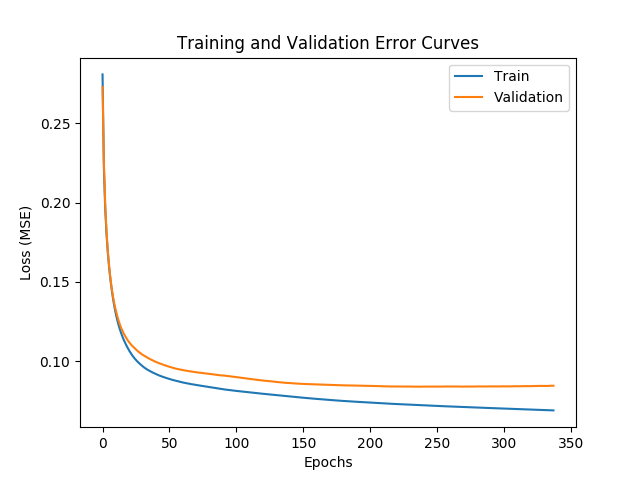 Training and Validation Error Curves
Train
Validation
0.25
0.20
0.15
0.10
Loss (MSE)
0 50 100 150 200 250 300 350
Epochs